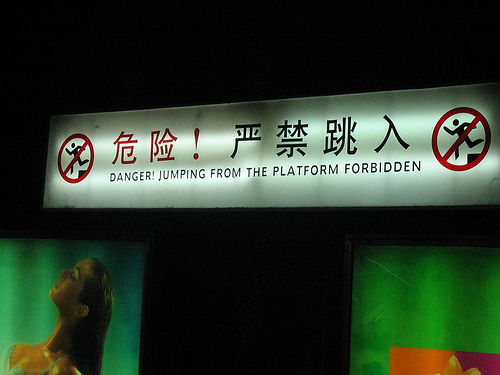 危险! 严禁跳入
DANGER! JUMPING FROM THE PLATFORM FORBIDDEN